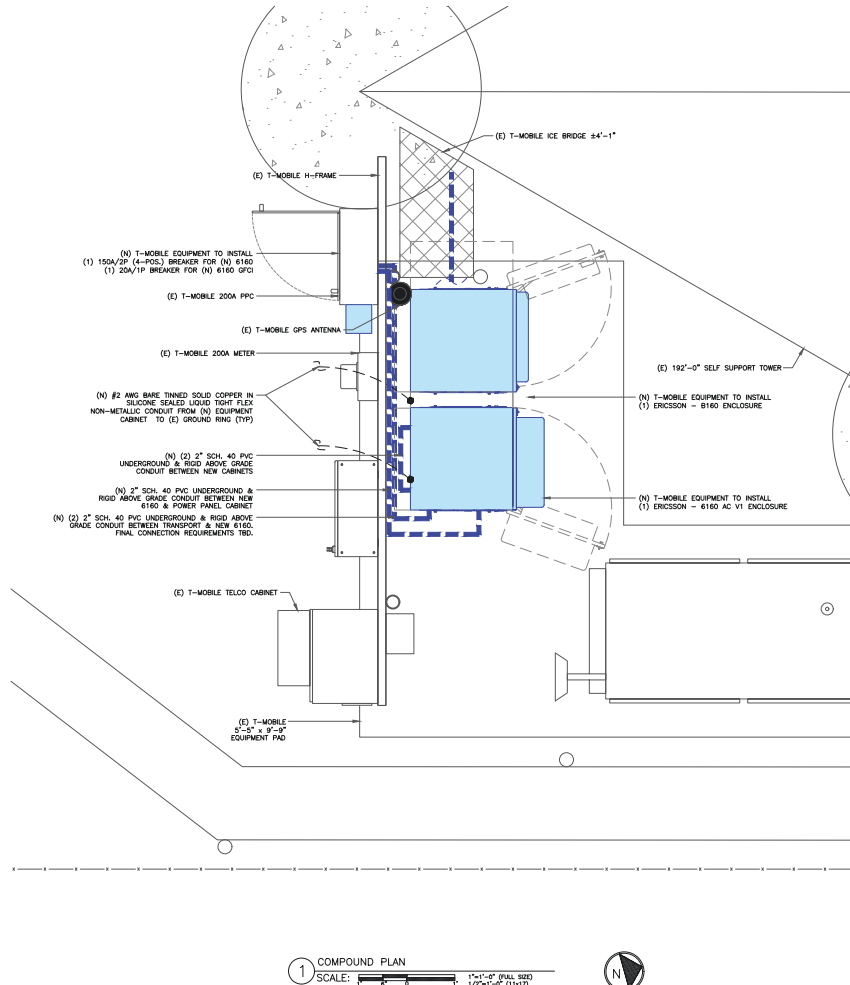 (E) T-MOBILE ICE BRIDGE ±4'-1"
(E) T-MOBILE H-FRAME
(N) T-MOBILE EQUIPMENT TO INSTALL
(1) 150A/2P (4-POS.) BREAKER FOR (N) 6160
(1) 20A/1P BREAKER FOR (N) 6160 GFCI
(E) T-MOBILE 200A PPC
(E) T-MOBILE GPS ANTENNA
(E) T-MOBILE 200A METER
(E) 192'-0" SELF SUPPORT TOWER
(N) #2 AWG BARE TINNED SOLID COPPER IN
SILICONE SEALED LIQUID TIGHT FLEX
NON-METALLIC CONDUIT FROM (N) EQUIPMENT
CABINET TO (E) GROUND RING (TYP)
(N) T-MOBILE EQUIPMENT TO INSTALL
(1) ERICSSON - B160 ENCLOSURE
(N) (2) 2" SCH. 40 PVC
UNDERGROUND & RIGID ABOVE GRADE
CONDUIT BETWEEN NEW CABINETS
(N) 2" SCH. 40 PVC UNDERGROUND &
RIGID ABOVE GRADE CONDUIT BETWEEN NEW
6160 & POWER PANEL CABINET
(N) T-MOBILE EQUIPMENT TO INSTALL
(1) ERICSSON - 6160 AC V1 ENCLOSURE
(N) (2) 2" SCH. 40 PVC UNDERGROUND & RIGID ABOVE
GRADE CONDUIT BETWEEN TRANSPORT & NEW 6160.
FINAL CONNECTION REQUIREMENTS TBD.
(E) T-MOBILE TELCO CABINET
(E) T-MOBILE
5'-5" x 9'-9"
EQUIPMENT PAD
1
COMPOUND PLAN
SCALE:
1"=1'-0" (FULL SIZE)
1/2"=1'-0" (11x17)
N